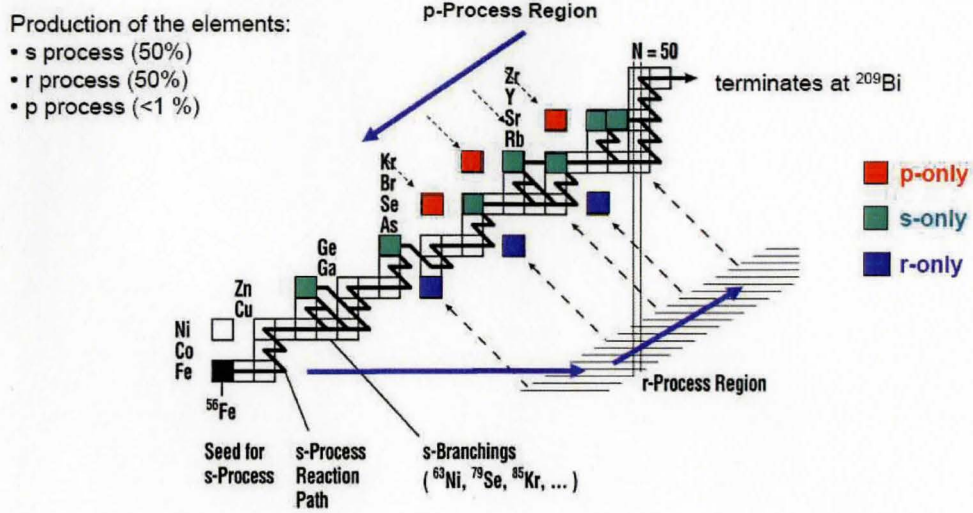 Production of the elements:
• s process (50%)
• r process (50%)
• p process (<1 %)
p-Process Region
N = 50
terminates at ²⁰⁹Bi
Zr
Y
Sr
Rb
Kr
Br
Se
As
Ge
Ga
Zn
Cu
Ni
Co
Fe
⁵⁶Fe
p-only
s-only
r-only
r-Process Region
Seed for
s-Process
s-Process
Reaction
Path
s-Branchings
( ⁶³Ni, ⁷⁹Se, ⁸⁵Kr, ... )